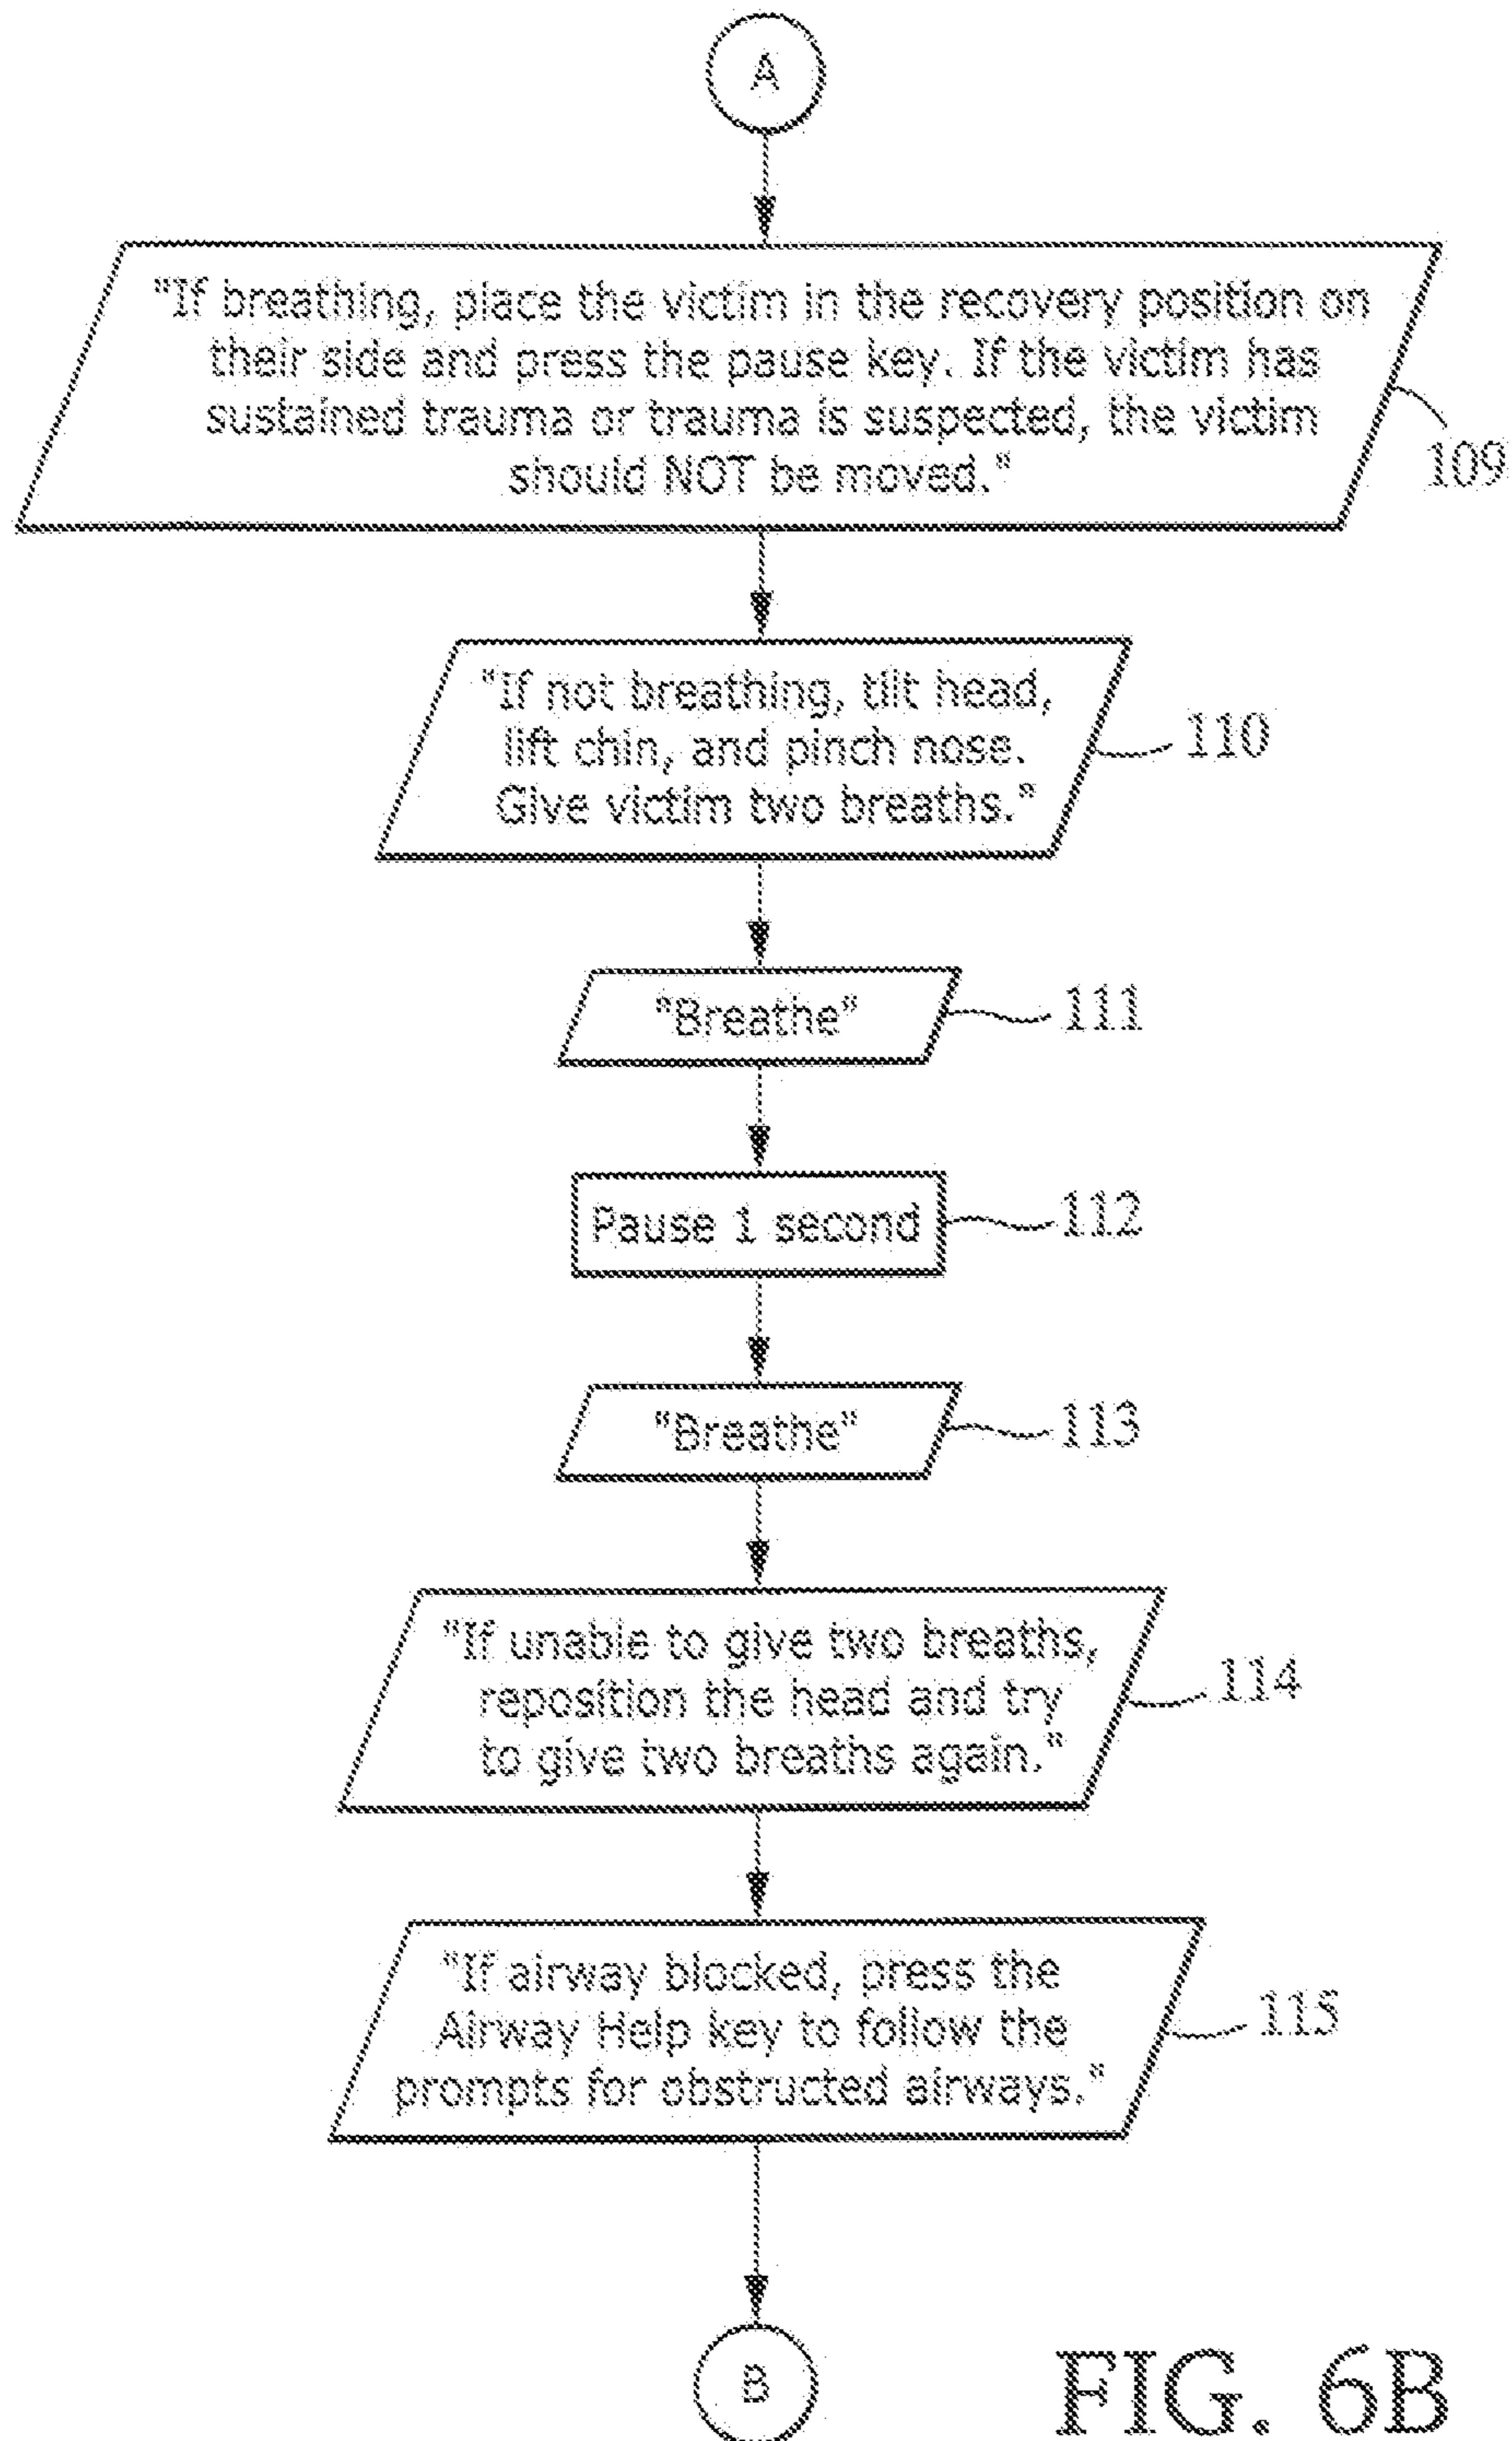 A
"If breathing, place the victim in the recovery position on
their side and press the pause key. If the victim has
sustained trauma or trauma is suspected, the victim
should NOT be moved."
109
"If not breathing, tilt head,
lift chin, and pinch nose.
Give victim two breaths."
110
"Breathe"
111
Pause 1 second
112
"Breathe"
113
"If unable to give two breaths,
reposition the head and try
to give two breaths again."
114
"If airway blocked, press the
Airway Help key to follow the
prompts for obstructed airways."
115
B
FIG. 6B